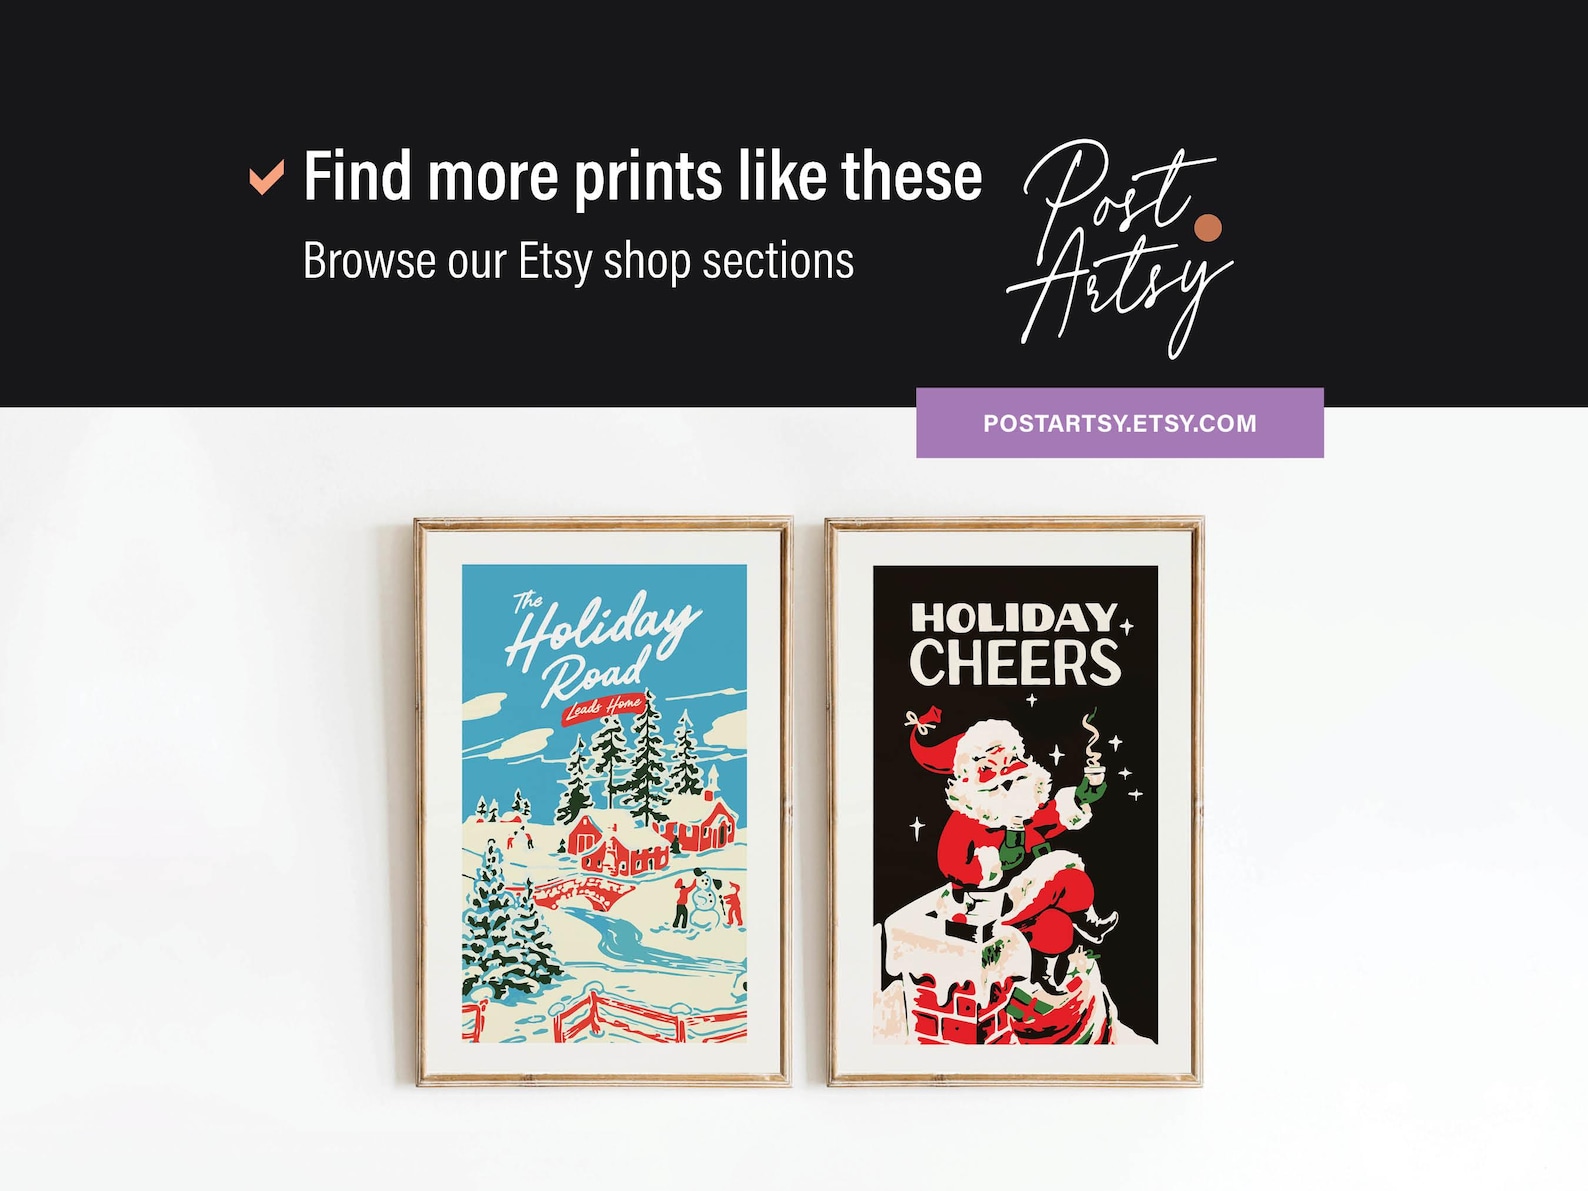 Find more prints like these
Browse our Etsy shop sections
Post
Artsy
POSTARTSY.ETSY.COM
The
Holiday
Road
Leads Home
HOLIDAY
CHEERS